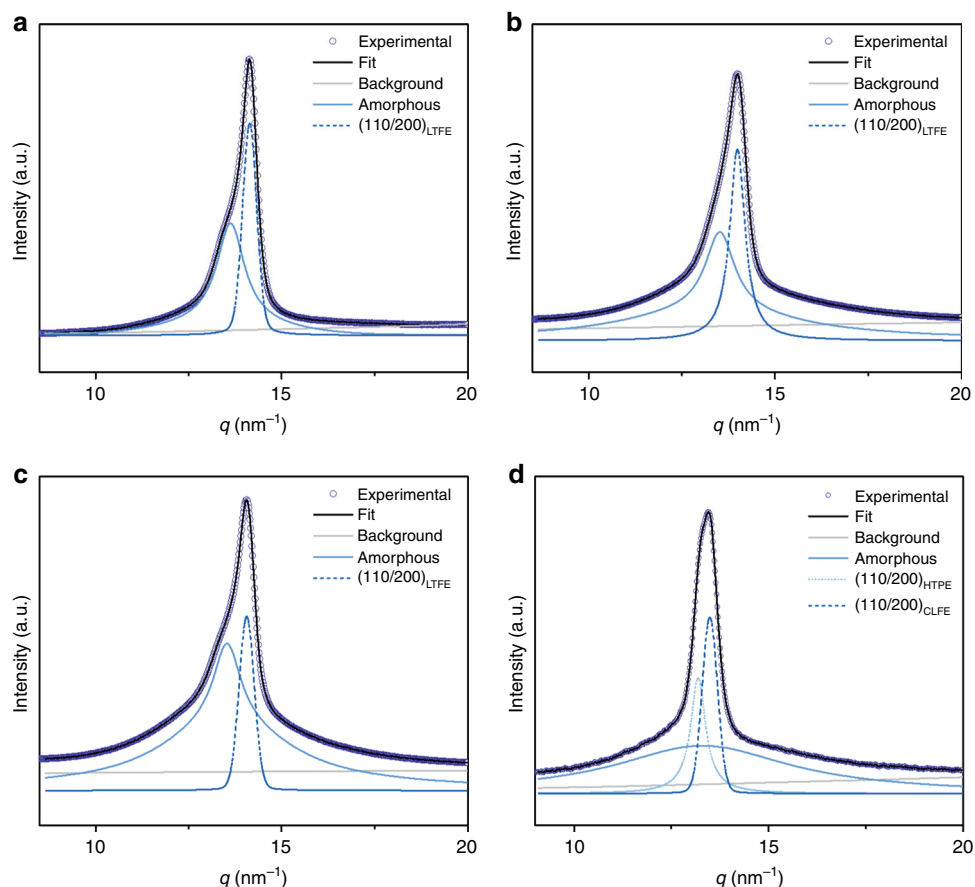 a
Experimental
Fit
Background
Amorphous
(110/200)LTFE
Intensity (a.u.)
10 15 20
q (nm–1)
b
Experimental
Fit
Background
Amorphous
(110/200)LTFE
Intensity (a.u.)
10 15 20
q (nm–1)
c
Experimental
Fit
Background
Amorphous
(110/200)LTFE
Intensity (a.u.)
10 15 20
q (nm–1)
d
Experimental
Fit
Background
Amorphous
(110/200)HTPE
(110/200)CLFE
Intensity (a.u.)
10 15 20
q (nm–1)